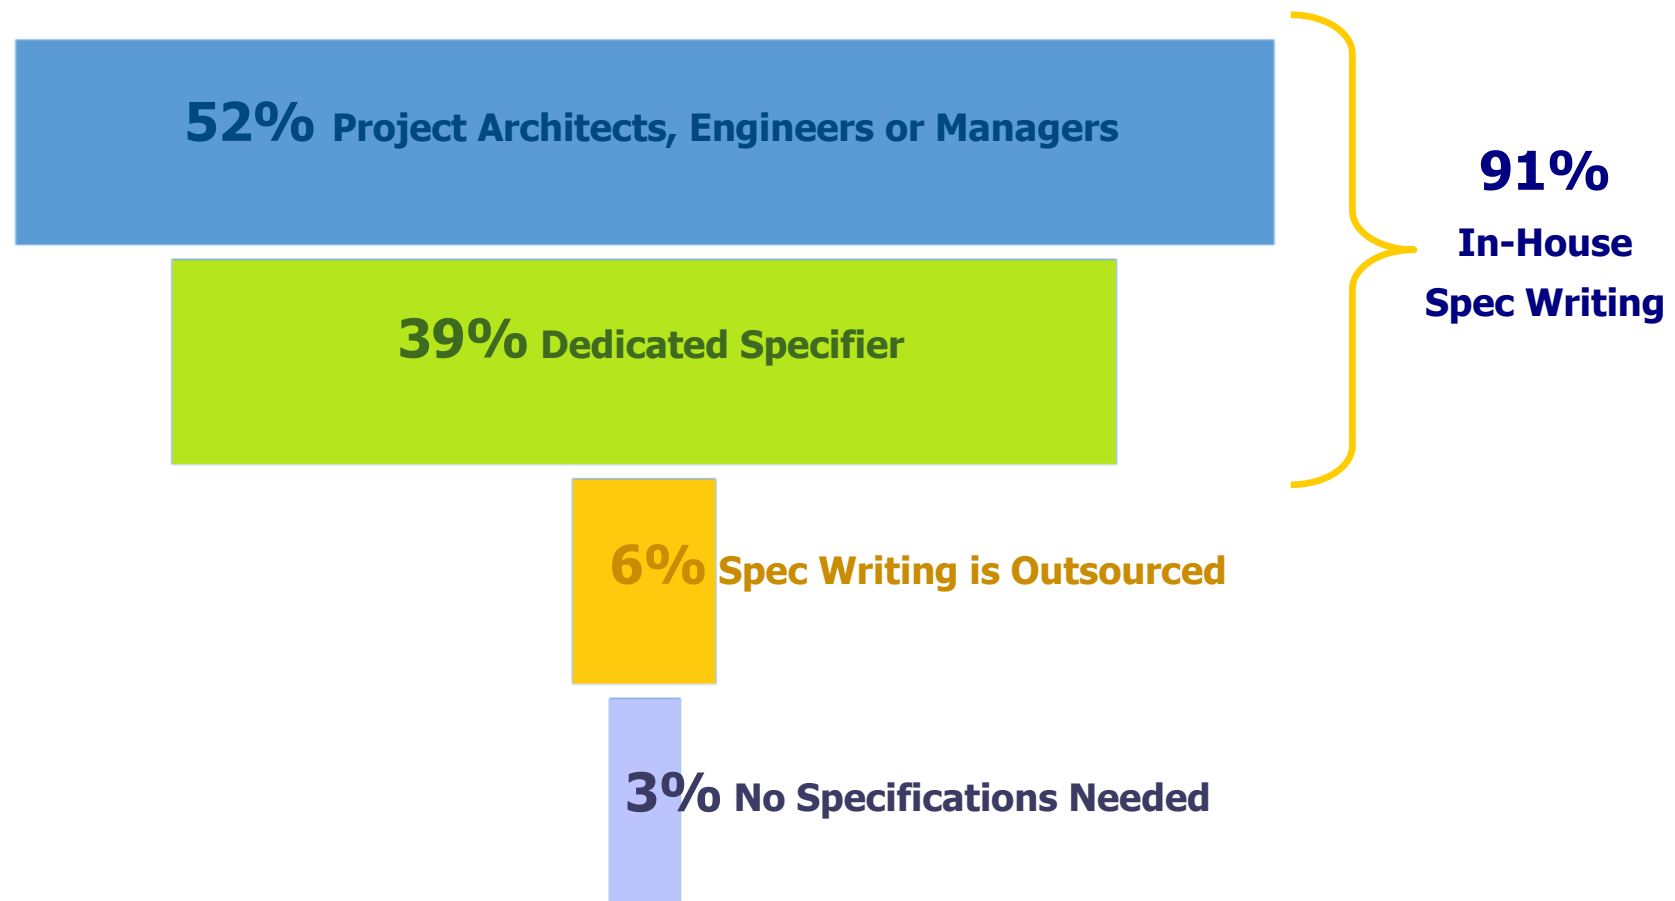 52% Project Architects, Engineers or Managers
91%
In-House
Spec Writing
39% Dedicated Specifier
6% Spec Writing is Outsourced
3% No Specifications Needed